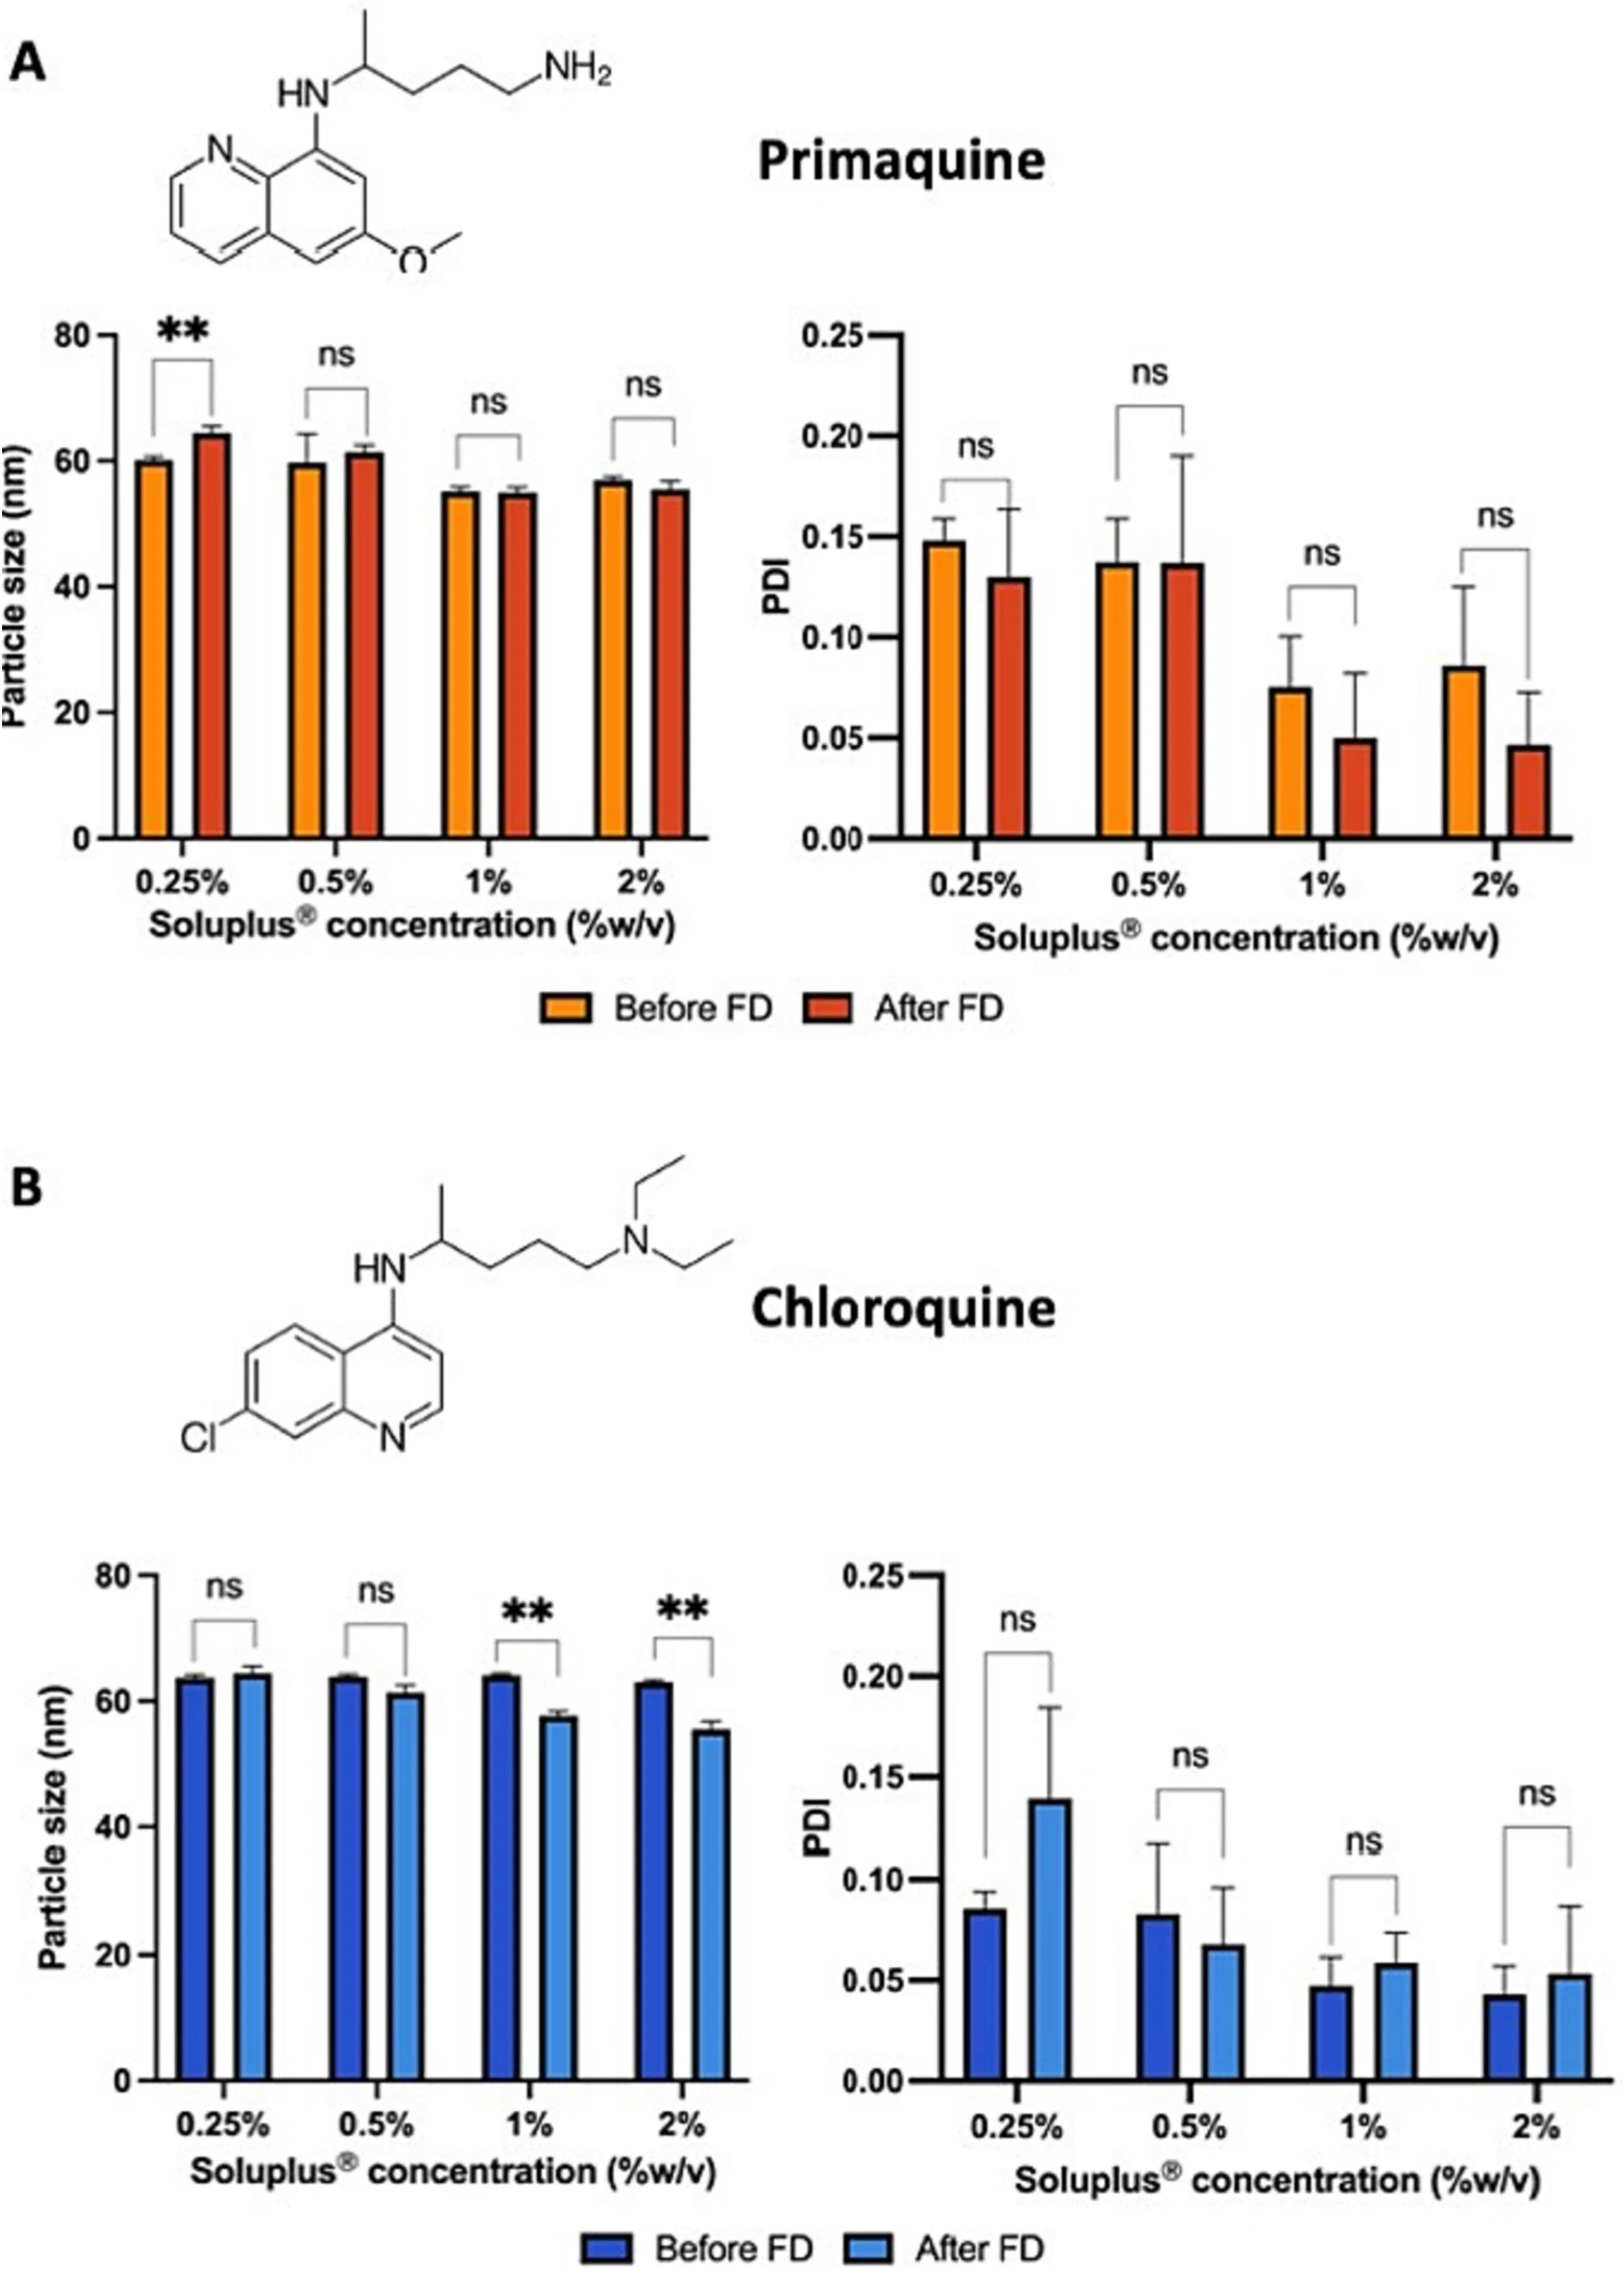 A
NH2
HN
N
O
Primaquine
**
ns
ns
ns
80
60
40
20
0
Particle size (nm)
0.25% 0.5% 1% 2%
Soluplus® concentration (%w/v)
ns
ns
ns
ns
0.25
0.20
0.15
0.10
0.05
0.00
PDI
0.25% 0.5% 1% 2%
Soluplus® concentration (%w/v)
Before FD After FD
B
N
HN
Cl
N
Chloroquine
ns
ns
**
**
80
60
40
20
0
Particle size (nm)
0.25% 0.5% 1% 2%
Soluplus® concentration (%w/v)
ns
ns
ns
ns
0.25
0.20
0.15
0.10
0.05
0.00
PDI
0.25% 0.5% 1% 2%
Soluplus® concentration (%w/v)
Before FD After FD